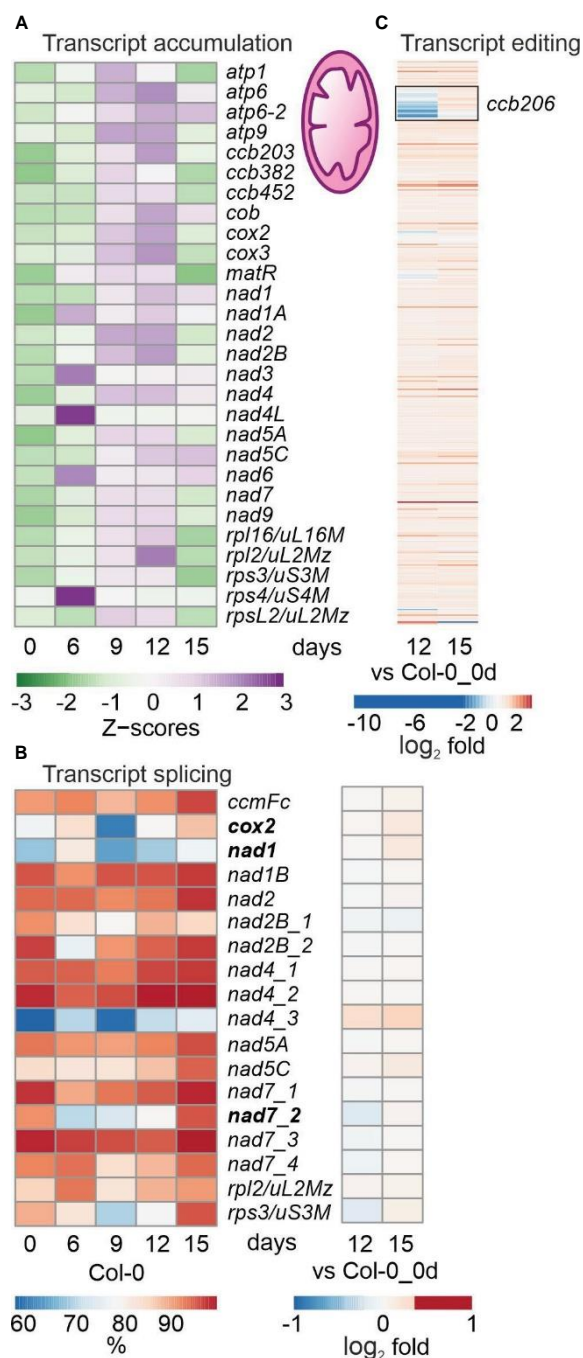 A
Transcript accumulation
atp1
atp6
atp6-2
atp9
ccb203
ccb382
ccb452
cob
cox2
cox3
matR
nad1
nad1A
nad2
nad2B
nad3
nad4
nad4L
nad5A
nad5C
nad6
nad7
nad9
rpl16/uL16M
rpl2/uL2Mz
rps3/uS3M
rps4/uS4M
rpsL2/uL2Mz
0 6 9 12 15 days
-3 -2 -1 0 1 2 3
Z-scores
C
Transcript editing
ccb206
12 15
vs Col-0_0d
-10 -6 -2 0 2
log2 fold
B
Transcript splicing
ccmFc
cox2
nad1
nad1B
nad2
nad2B_1
nad2B_2
nad4_1
nad4_2
nad4_3
nad5A
nad5C
nad7_1
nad7_2
nad7_3
nad7_4
rpl2/uL2Mz
rps3/uS3M
0 6 9 12 15 days
Col-0
60 70 80 90
%
12 15
vs Col-0_0d
-1 0 1
log2 fold